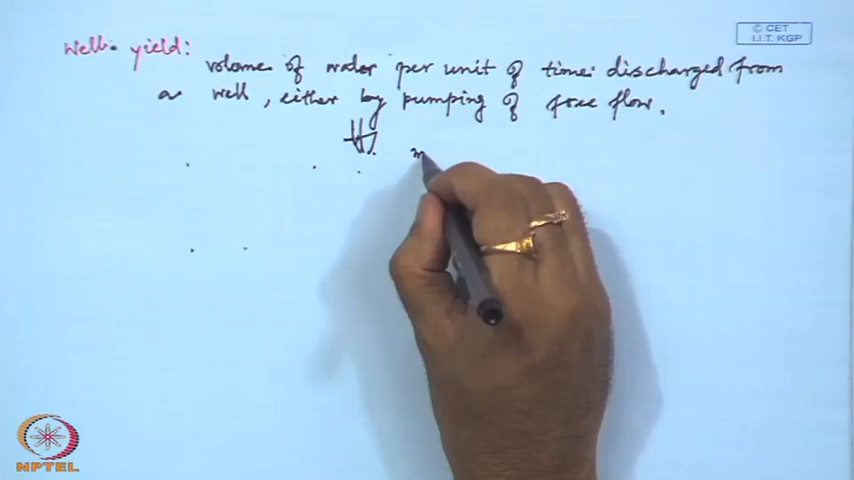 Well yield:
© CET
I.I.T. KGP
volume of water per unit of time discharged from
a well, either by pumping of free flow.
m
NPTEL